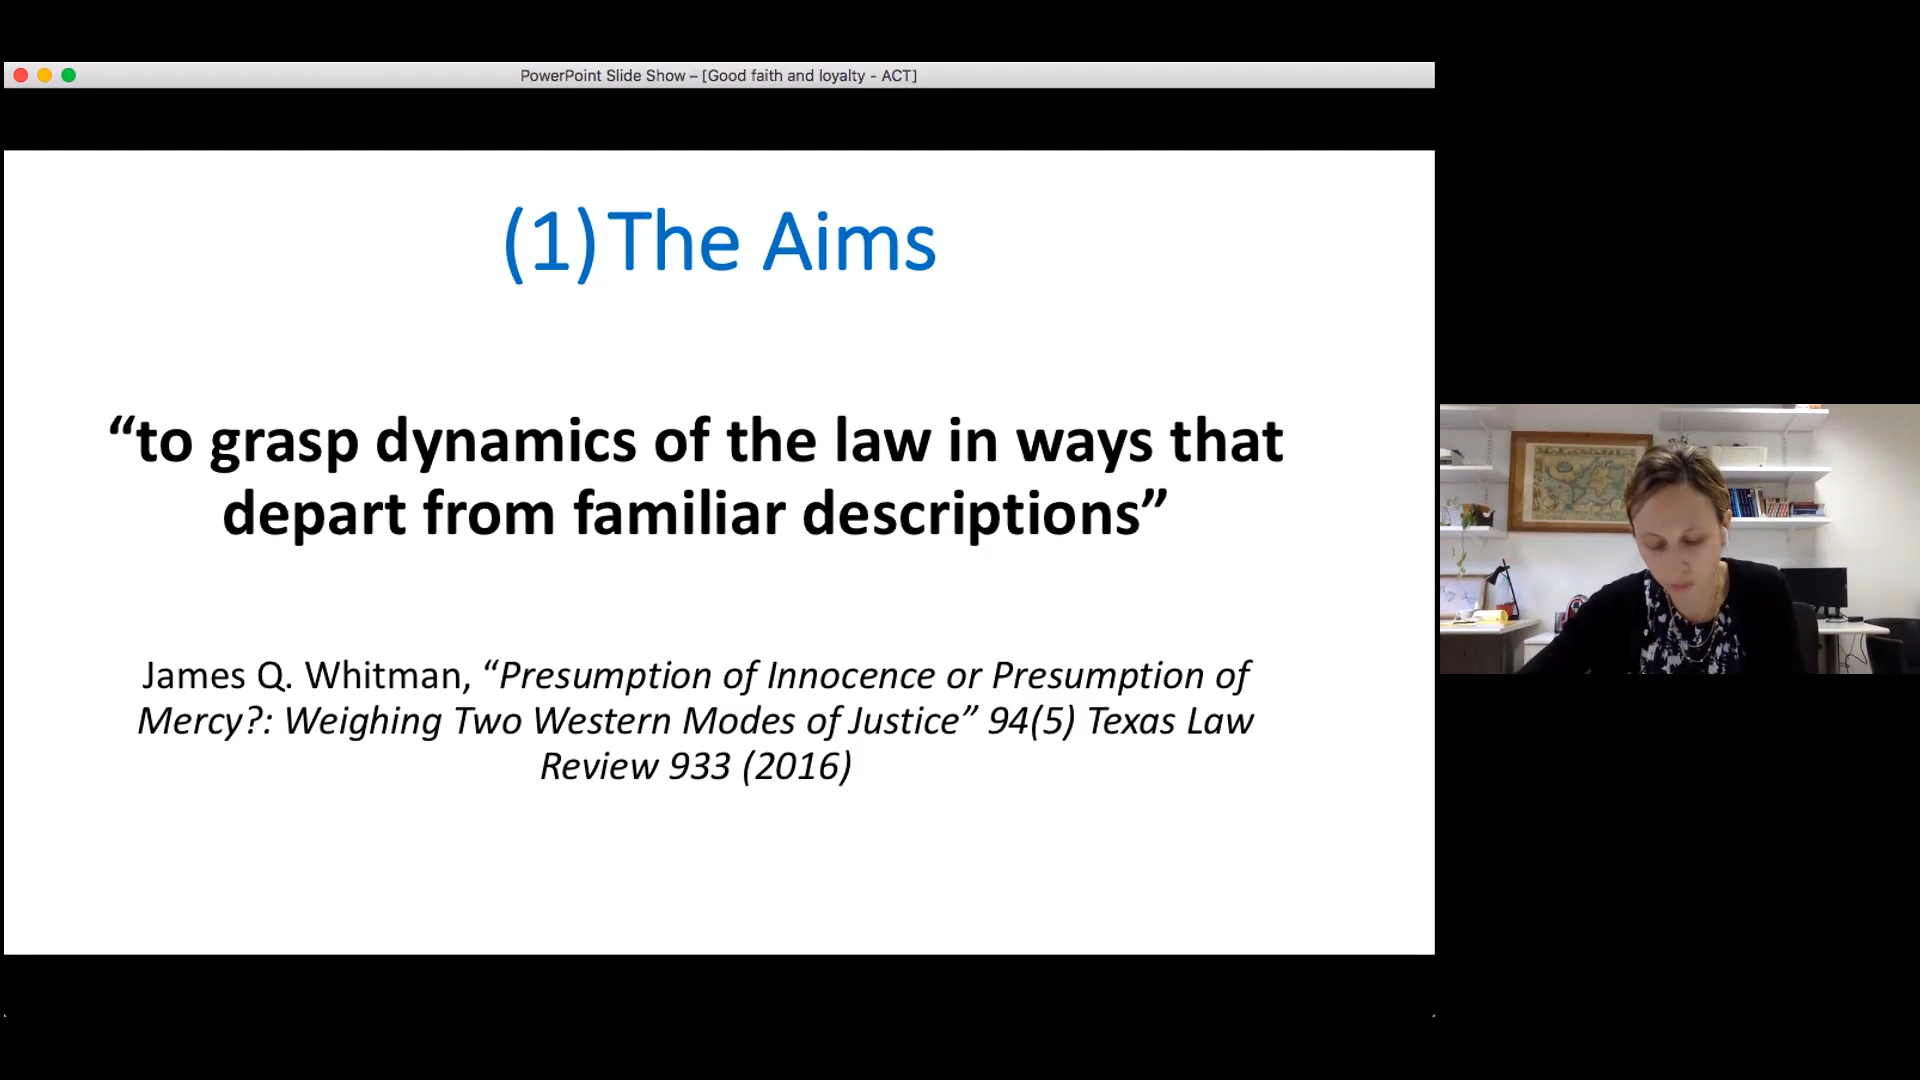 PowerPoint Slide Show – [Good faith and loyalty - ACT]
(1) The Aims
“to grasp dynamics of the law in ways that
depart from familiar descriptions”
James Q. Whitman, “Presumption of Innocence or Presumption of
Mercy?: Weighing Two Western Modes of Justice” 94(5) Texas Law
Review 933 (2016)